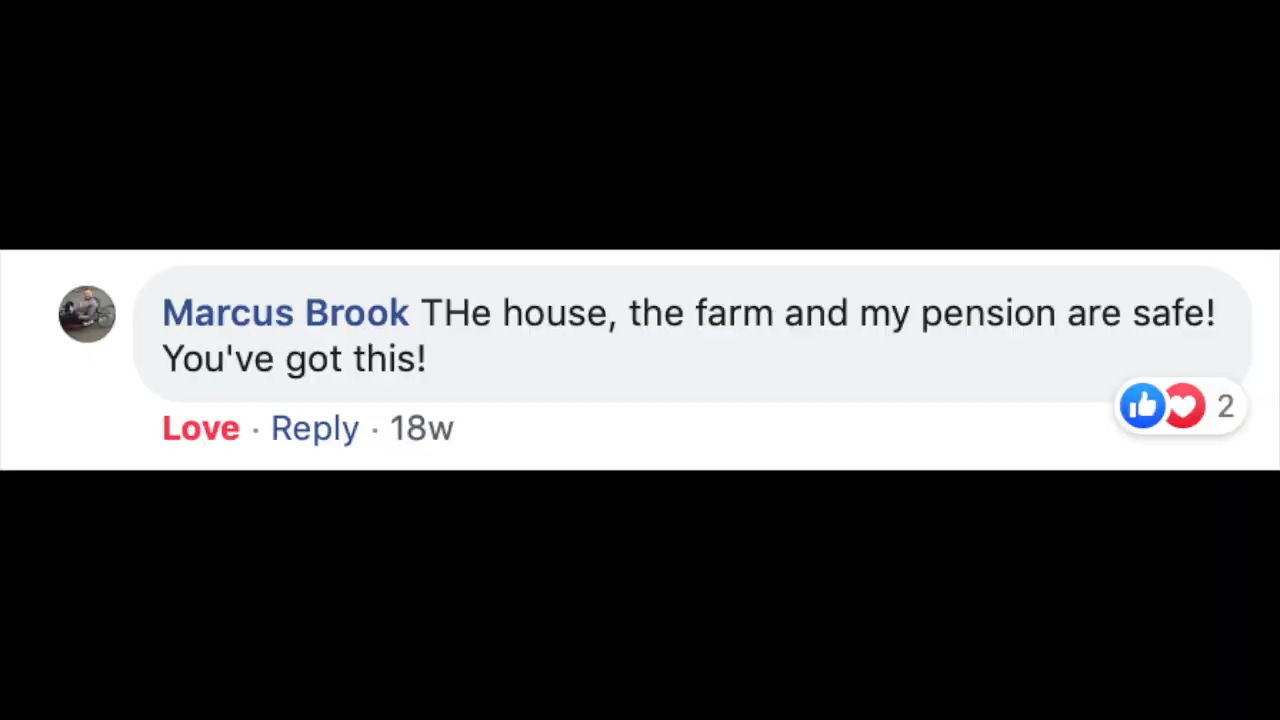 Marcus Brook THe house, the farm and my pension are safe!
You've got this!
Love · Reply · 18w
2